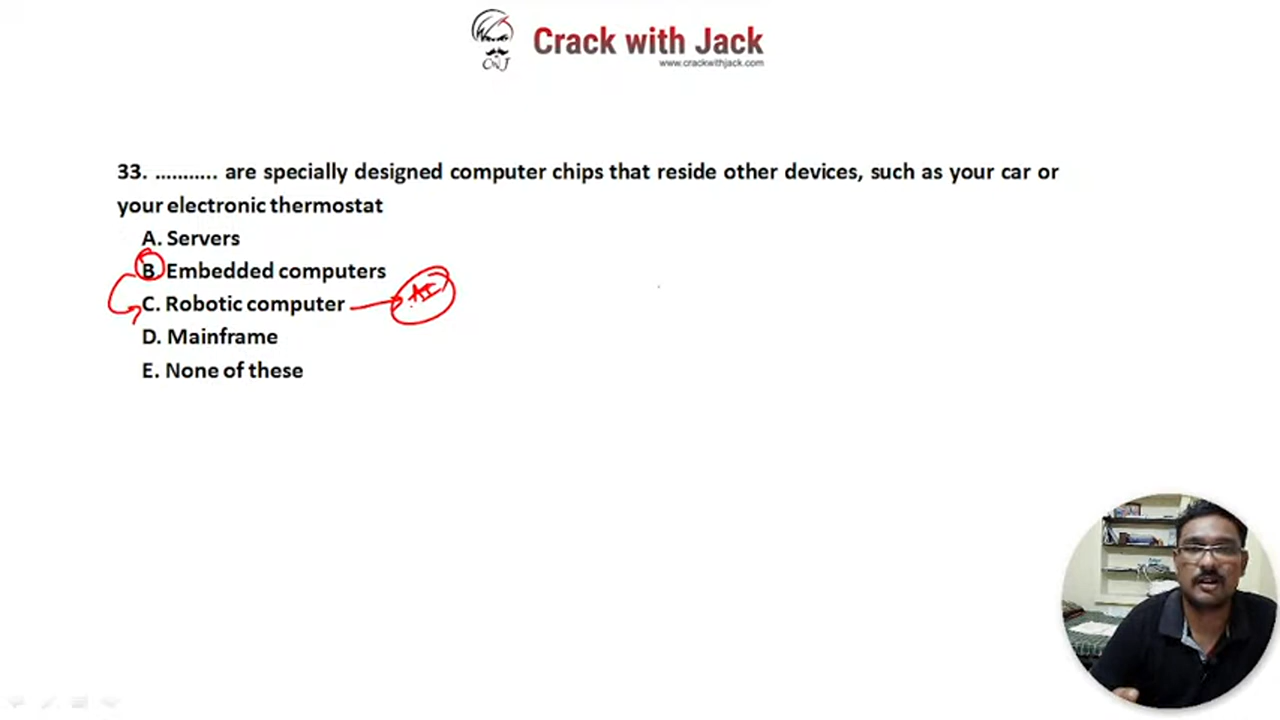 Crack with Jack
www.crackwithjack.com
33. ........... are specially designed computer chips that reside other devices, such as your car or
your electronic thermostat
A. Servers
B. Embedded computers
C. Robotic computer
AI
D. Mainframe
E. None of these